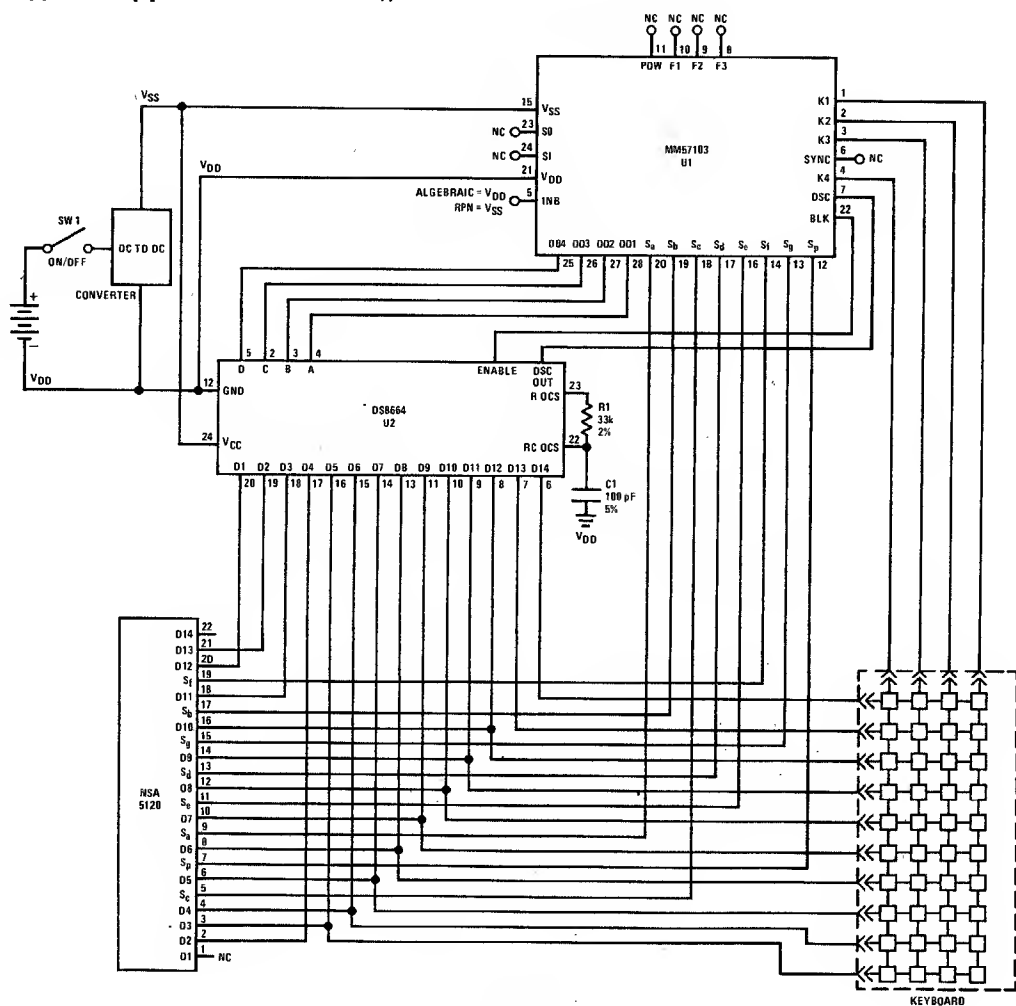 NC NC NC NC
11 10 9 8
POW F1 F2 F3
15 VSS
NC 23 SO
NC 24 SI
21 VDD
ALGEBRAIC = VDD
RPN = VSS
5 INB
MM57103
U1
K1 1
K2 2
K3 3
SYNC 6 NC
K4 4
DSC 7
BLK 22
DO4 DO3 DO2 DO1 Sa Sb Sc Sd Se Sf Sg Sp
25 26 27 28 20 19 18 17 16 14 13 12
VSS
VDD
SW 1
ON/OFF
DC TO DC
CONVERTER
+
−
VDD
5 2 3 4
D C B A
ENABLE
DSC OUT
12 GND
R OCS 23
DS8664
U2
R1
33k
2%
24 VCC
RC OCS 22
D1 D2 D3 D4 D5 D6 D7 D8 D9 D10 D11 D12 D13 D14
20 19 18 17 16 15 14 13 11 10 9 8 7 6
C1
100 pF
5%
VDD
NSA
5120
D14 22
D13 21
D12 20
Sf 19
D11 18
Sb 17
D10 16
Sg 15
D9 14
Sd 13
D8 12
Se 11
D7 10
Sa 9
D6 8
Sp 7
D5 6
Sc 5
D4 4
D3 3
D2 2
D1 1 NC
KEYBOARD